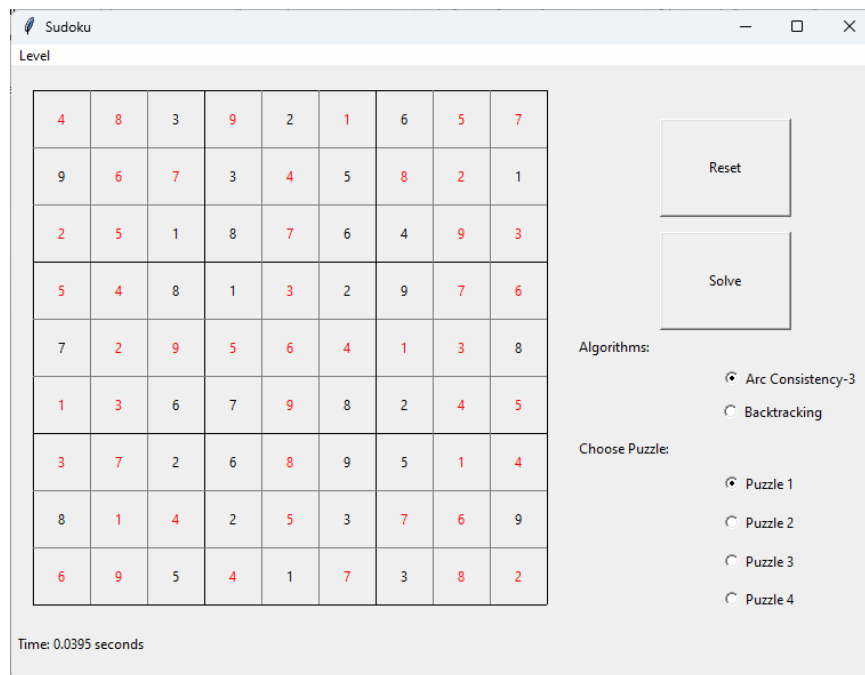 Sudoku
Level
4 8 3 9 2 1 6 5 7
9 6 7 3 4 5 8 2 1
2 5 1 8 7 6 4 9 3
5 4 8 1 3 2 9 7 6
7 2 9 5 6 4 1 3 8
1 3 6 7 9 8 2 4 5
3 7 2 6 8 9 5 1 4
8 1 4 2 5 3 7 6 9
6 9 5 4 1 7 3 8 2
Reset
Solve
Algorithms:
Arc Consistency-3
Backtracking
Choose Puzzle:
Puzzle 1
Puzzle 2
Puzzle 3
Puzzle 4
Time: 0.0395 seconds